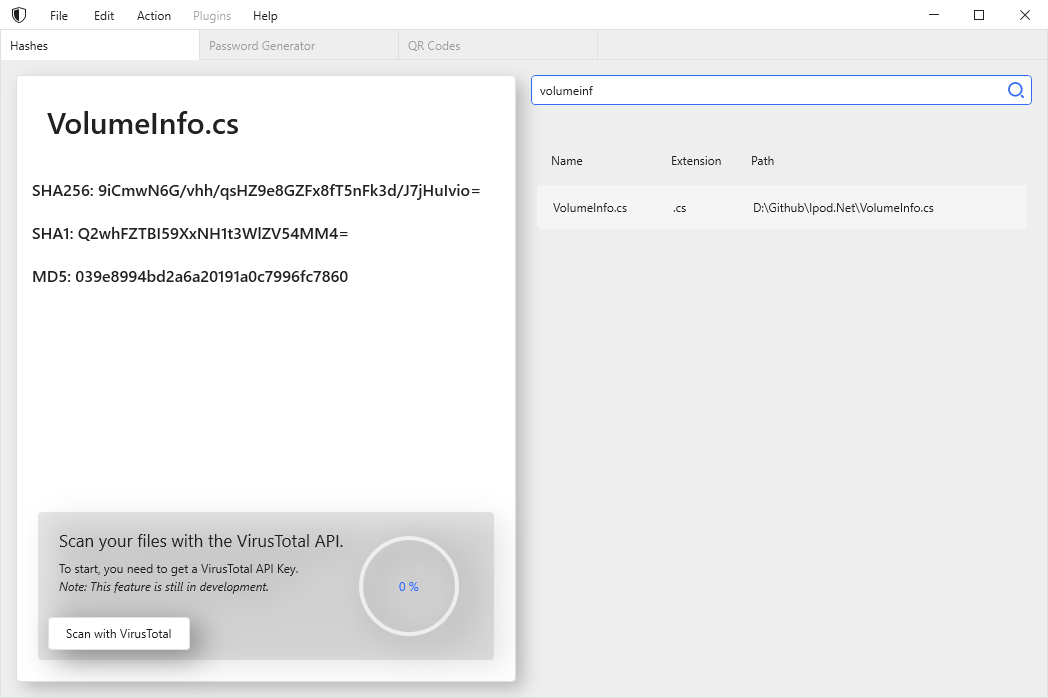 File Edit Action Plugins Help
Hashes Password Generator QR Codes
VolumeInfo.cs
SHA256: 9iCmwN6G/vhh/qsHZ9e8GZFx8fT5nFk3d/J7jHuIvio=
SHA1: Q2whFZTBI59XxNH1t3WlZV54MM4=
MD5: 039e8994bd2a6a20191a0c7996fc7860
Scan your files with the VirusTotal API.
To start, you need to get a VirusTotal API Key.
Note: This feature is still in development.
0 %
Scan with VirusTotal
volumeinf
Name Extension Path
VolumeInfo.cs .cs D:\Github\Ipod.Net\VolumeInfo.cs